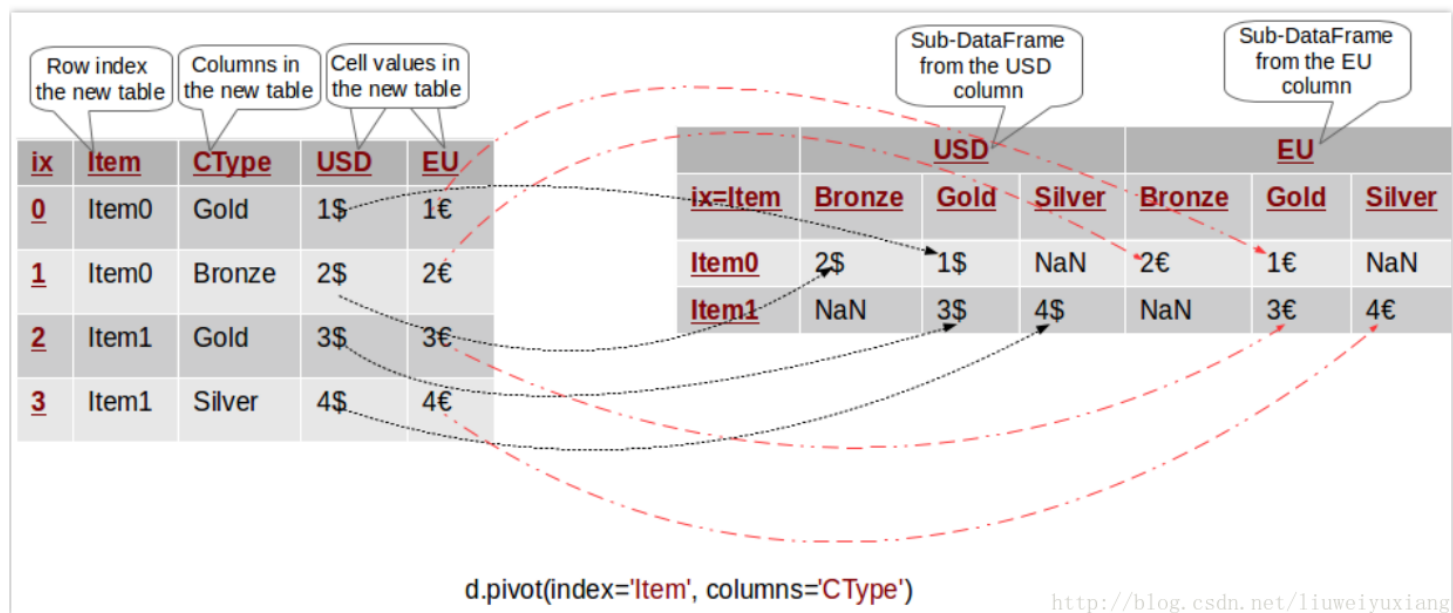 Row index
the new table
Columns in
the new table
Cell values in
the new table
Sub-DataFrame
from the USD
column
Sub-DataFrame
from the EU
column
ix Item CType USD EU
0 Item0 Gold 1$ 1€
1 Item0 Bronze 2$ 2€
2 Item1 Gold 3$ 3€
3 Item1 Silver 4$ 4€
USD EU
ix=Item Bronze Gold Silver Bronze Gold Silver
Item0 2$ 1$ NaN 2€ 1€ NaN
Item1 NaN 3$ 4$ NaN 3€ 4€
d.pivot(index='Item', columns='CType')
http://blog.csdn.net/liuweiyuxiang